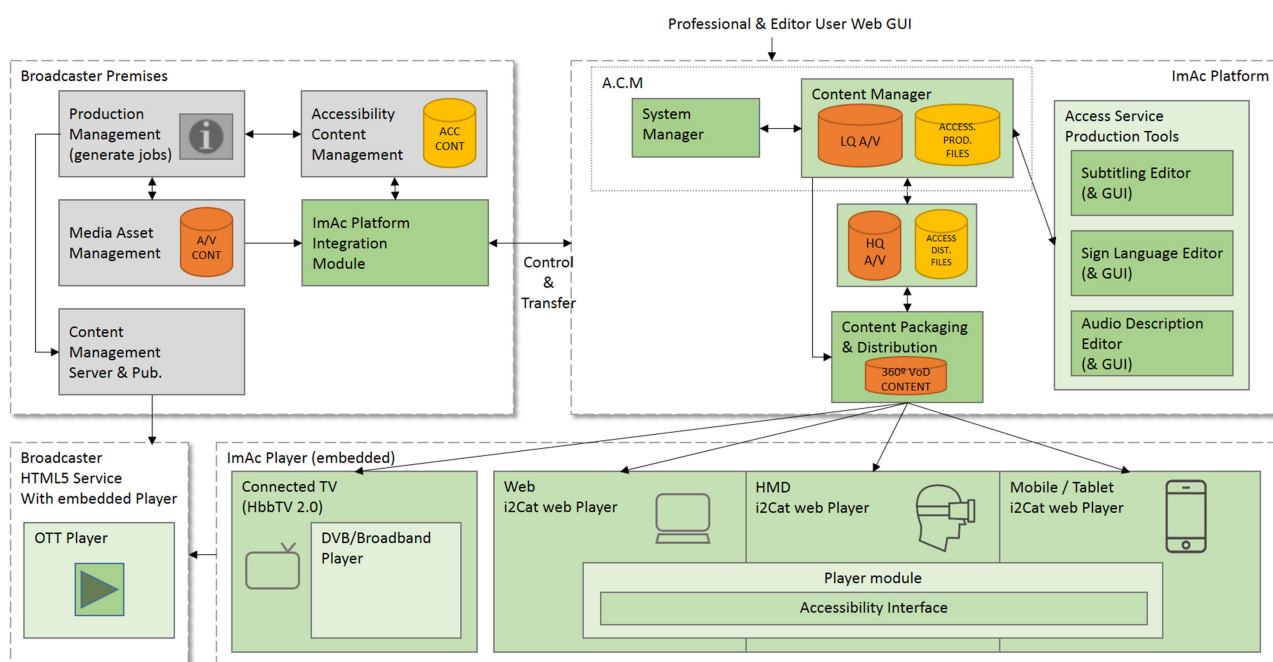 Professional & Editor User Web GUI
Broadcaster Premises
Production
Management
(generate jobs)
Accessibility
Content
Management
ACC
CONT
Media Asset
Management
A/V
CONT
ImAc Platform
Integration
Module
Content
Management
Server & Pub.
Control
&
Transfer
A.C.M
ImAc Platform
System
Manager
Content Manager
LQ A/V
ACCESS.
PROD.
FILES
HQ
A/V
ACCESS
DIST.
FILES
Content Packaging
& Distribution
360º VoD
CONTENT
Access Service
Production Tools
Subtitling Editor
(& GUI)
Sign Language Editor
(& GUI)
Audio Description
Editor
(& GUI)
Broadcaster
HTML5 Service
With embedded Player
OTT Player
ImAc Player (embedded)
Connected TV
(HbbTV 2.0)
DVB/Broadband
Player
Web
i2Cat web Player
HMD
i2Cat web Player
Mobile / Tablet
i2Cat web Player
Player module
Accessibility Interface